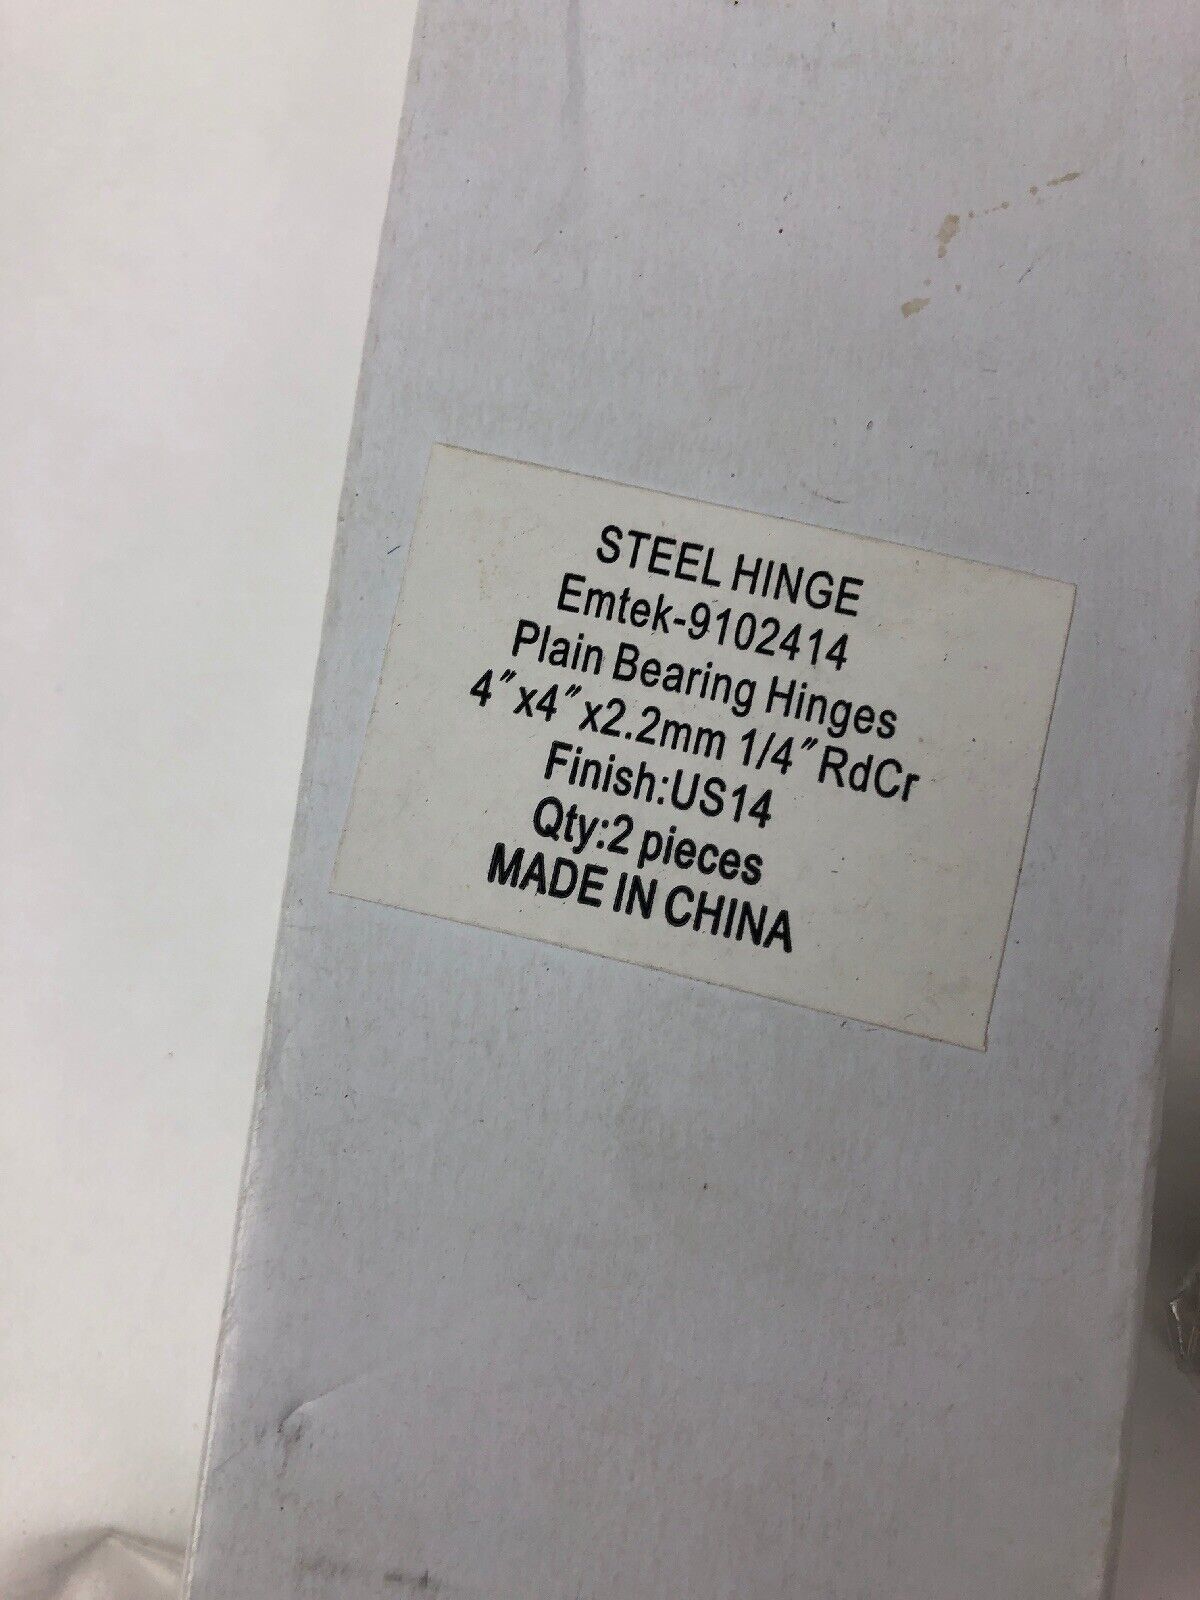 STEEL HINGE
Emtek-9102414
Plain Bearing Hinges
4"x4"x2.2mm 1/4"RdCr
Finish:US14
Qty:2 pieces
MADE IN CHINA